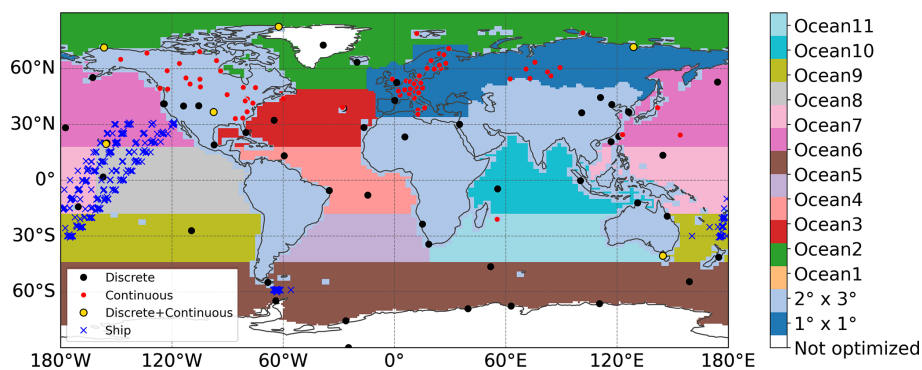 60°N
30°N
0°
30°S
60°S
180°W
120°W
60°W
0°
60°E
120°E
180°E
Discrete
Continuous
Discrete+Continuous
Ship
Ocean11
Ocean10
Ocean9
Ocean8
Ocean7
Ocean6
Ocean5
Ocean4
Ocean3
Ocean2
Ocean1
2° x 3°
1° x 1°
Not optimized